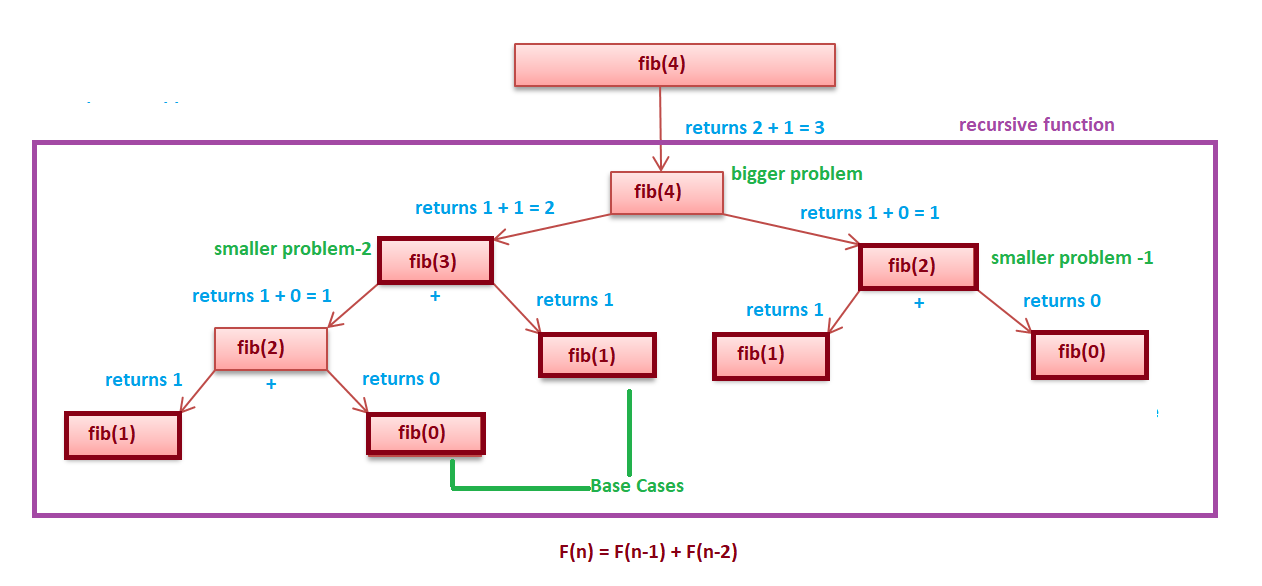 fib(4)
returns 2 + 1 = 3
recursive function
fib(4)
bigger problem
returns 1 + 1 = 2
returns 1 + 0 = 1
smaller problem-2
fib(3)
fib(2)
smaller problem -1
returns 1 + 0 = 1
+
returns 1
returns 1
+
returns 0
fib(2)
fib(1)
fib(1)
fib(0)
returns 1
+
returns 0
fib(1)
fib(0)
Base Cases
F(n) = F(n-1) + F(n-2)